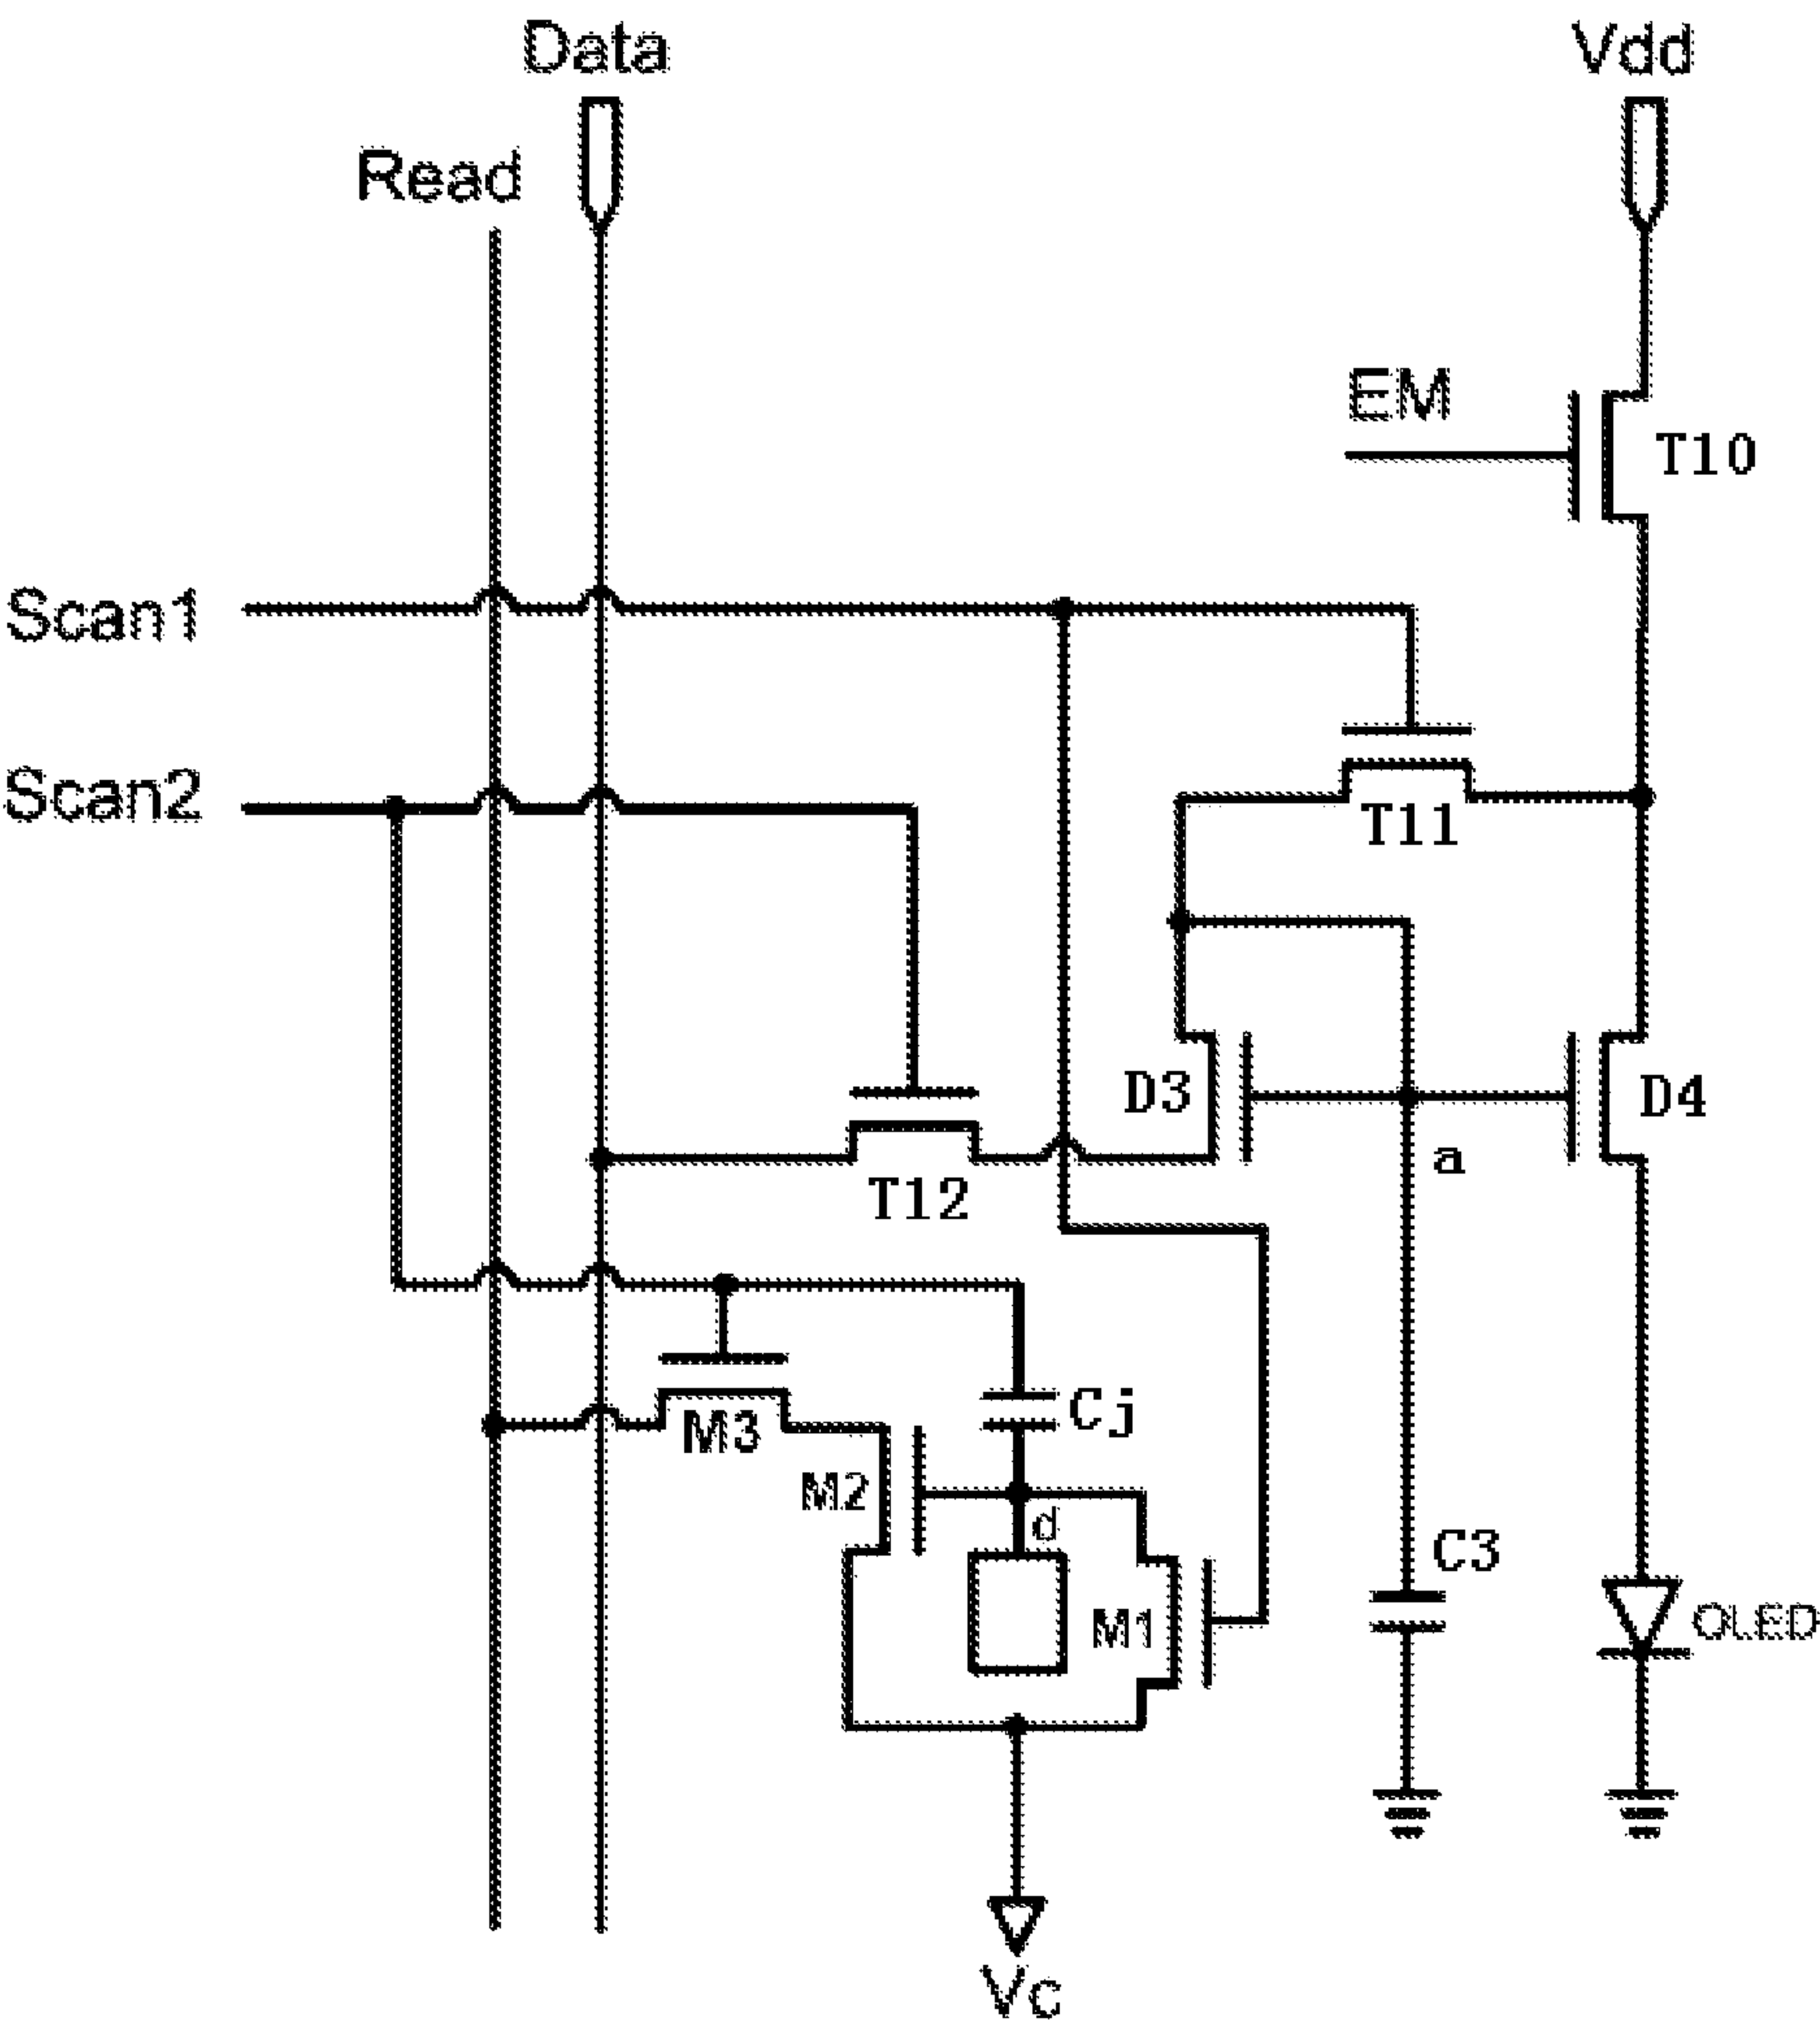 Data
Vdd
Read
EM
T10
Scan1
Scan2
T11
D3
D4
a
T12
Cj
M3
M2
d
C3
M1
OLED
Vc